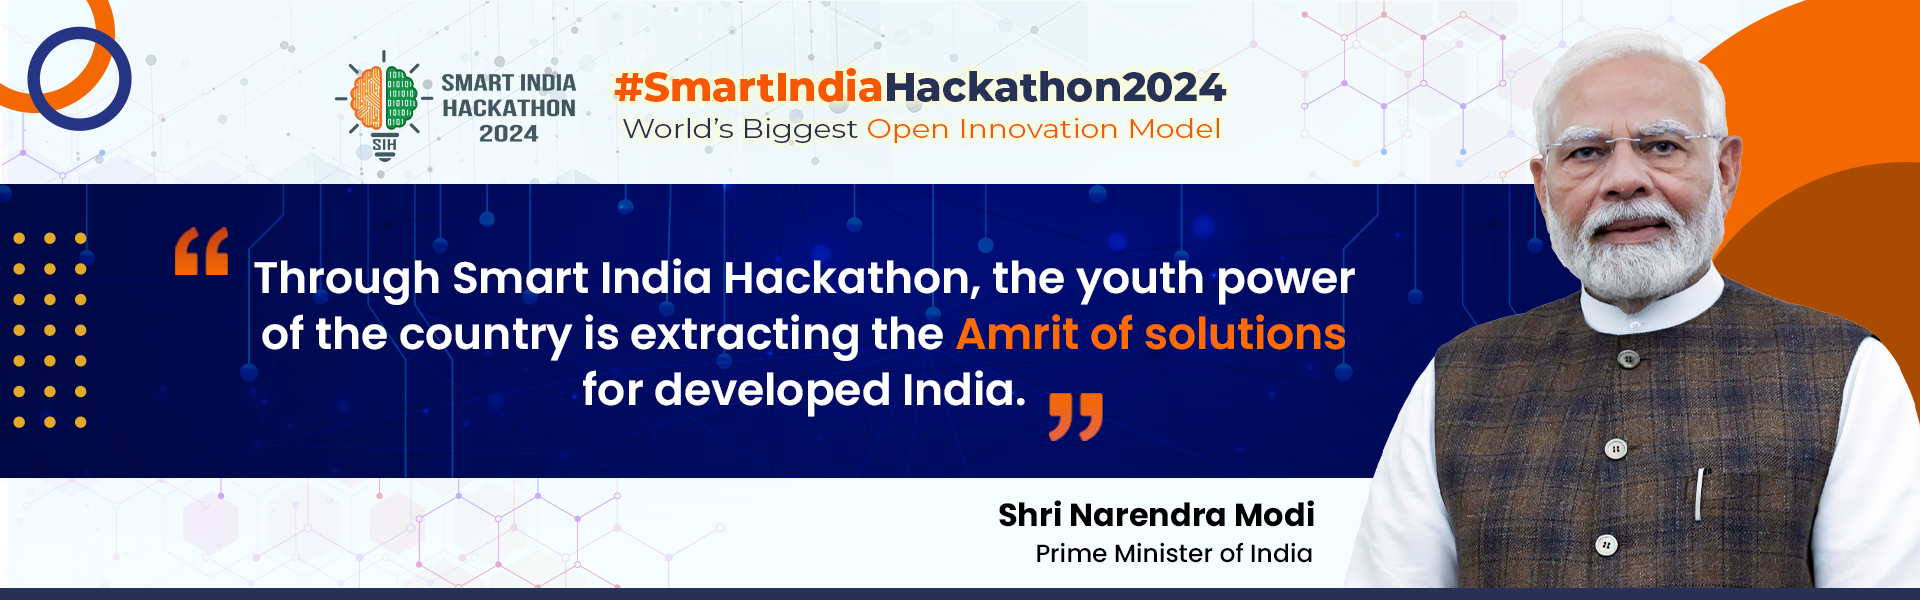 SIH
SMART INDIA
HACKATHON
2024
#SmartIndiaHackathon2024
World's Biggest Open Innovation Model
“Through Smart India Hackathon, the youth power
of the country is extracting the Amrit of solutions
for developed India.”
Shri Narendra Modi
Prime Minister of India